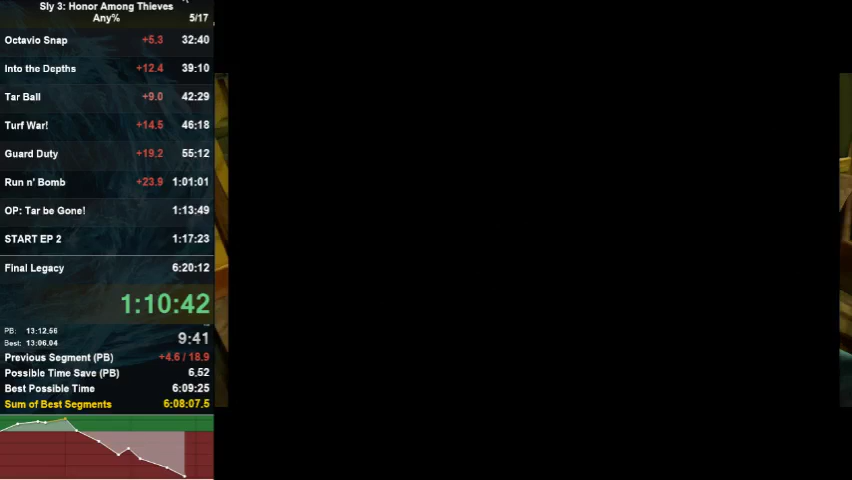 Sly 3: Honor Among Thieves
Any% 5/17
Octavio Snap +5.3 32:40
Into the Depths +12.4 39:10
Tar Ball +9.0 42:29
Turf War! +14.5 46:18
Guard Duty +19.2 55:12
Run n' Bomb +23.9 1:01:01
OP: Tar be Gone! 1:13:49
START EP 2 1:17:23
Final Legacy 6:20:12
1:10:42
PB: 13:12.56
Best: 13:06.04
9:41
Previous Segment (PB) +4.6 / 18.9
Possible Time Save (PB) 6.52
Best Possible Time 6:09:25
Sum of Best Segments 6:08:07.5